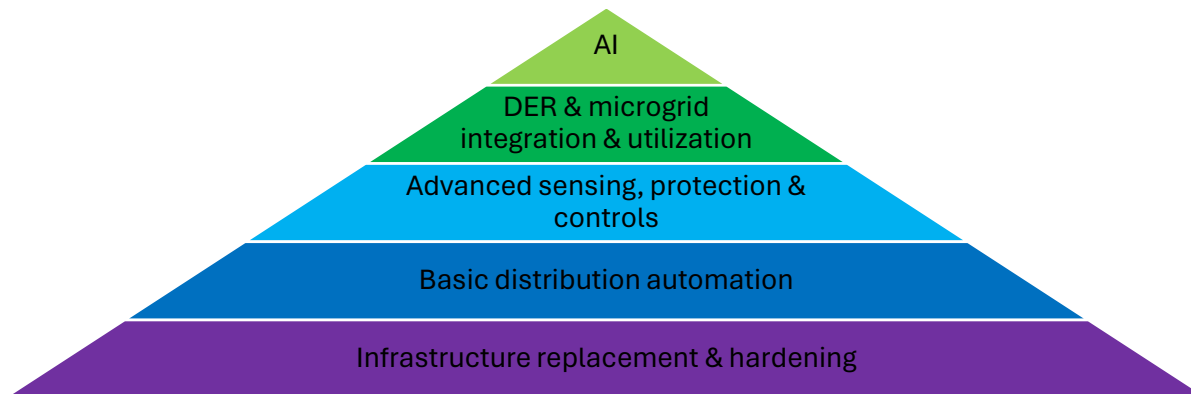 AI
DER & microgrid
integration & utilization
Advanced sensing, protection &
controls
Basic distribution automation
Infrastructure replacement & hardening